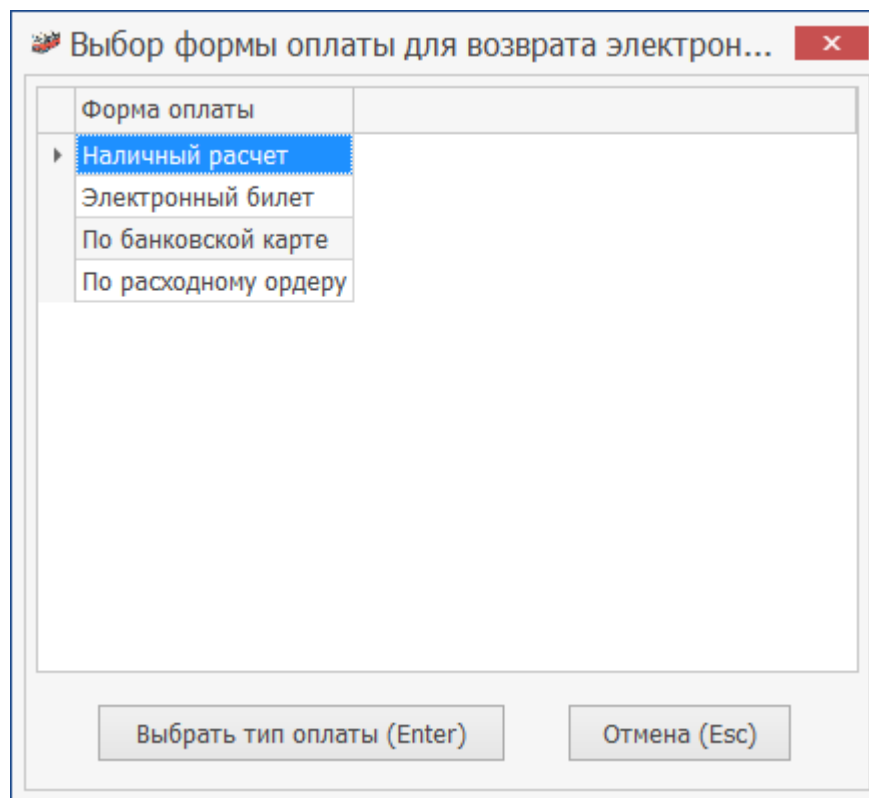 Выбор формы оплаты для возврата электрон...
Форма оплаты
Наличный расчет
Электронный билет
По банковской карте
По расходному ордеру
Выбрать тип оплаты (Enter)
Отмена (Esc)